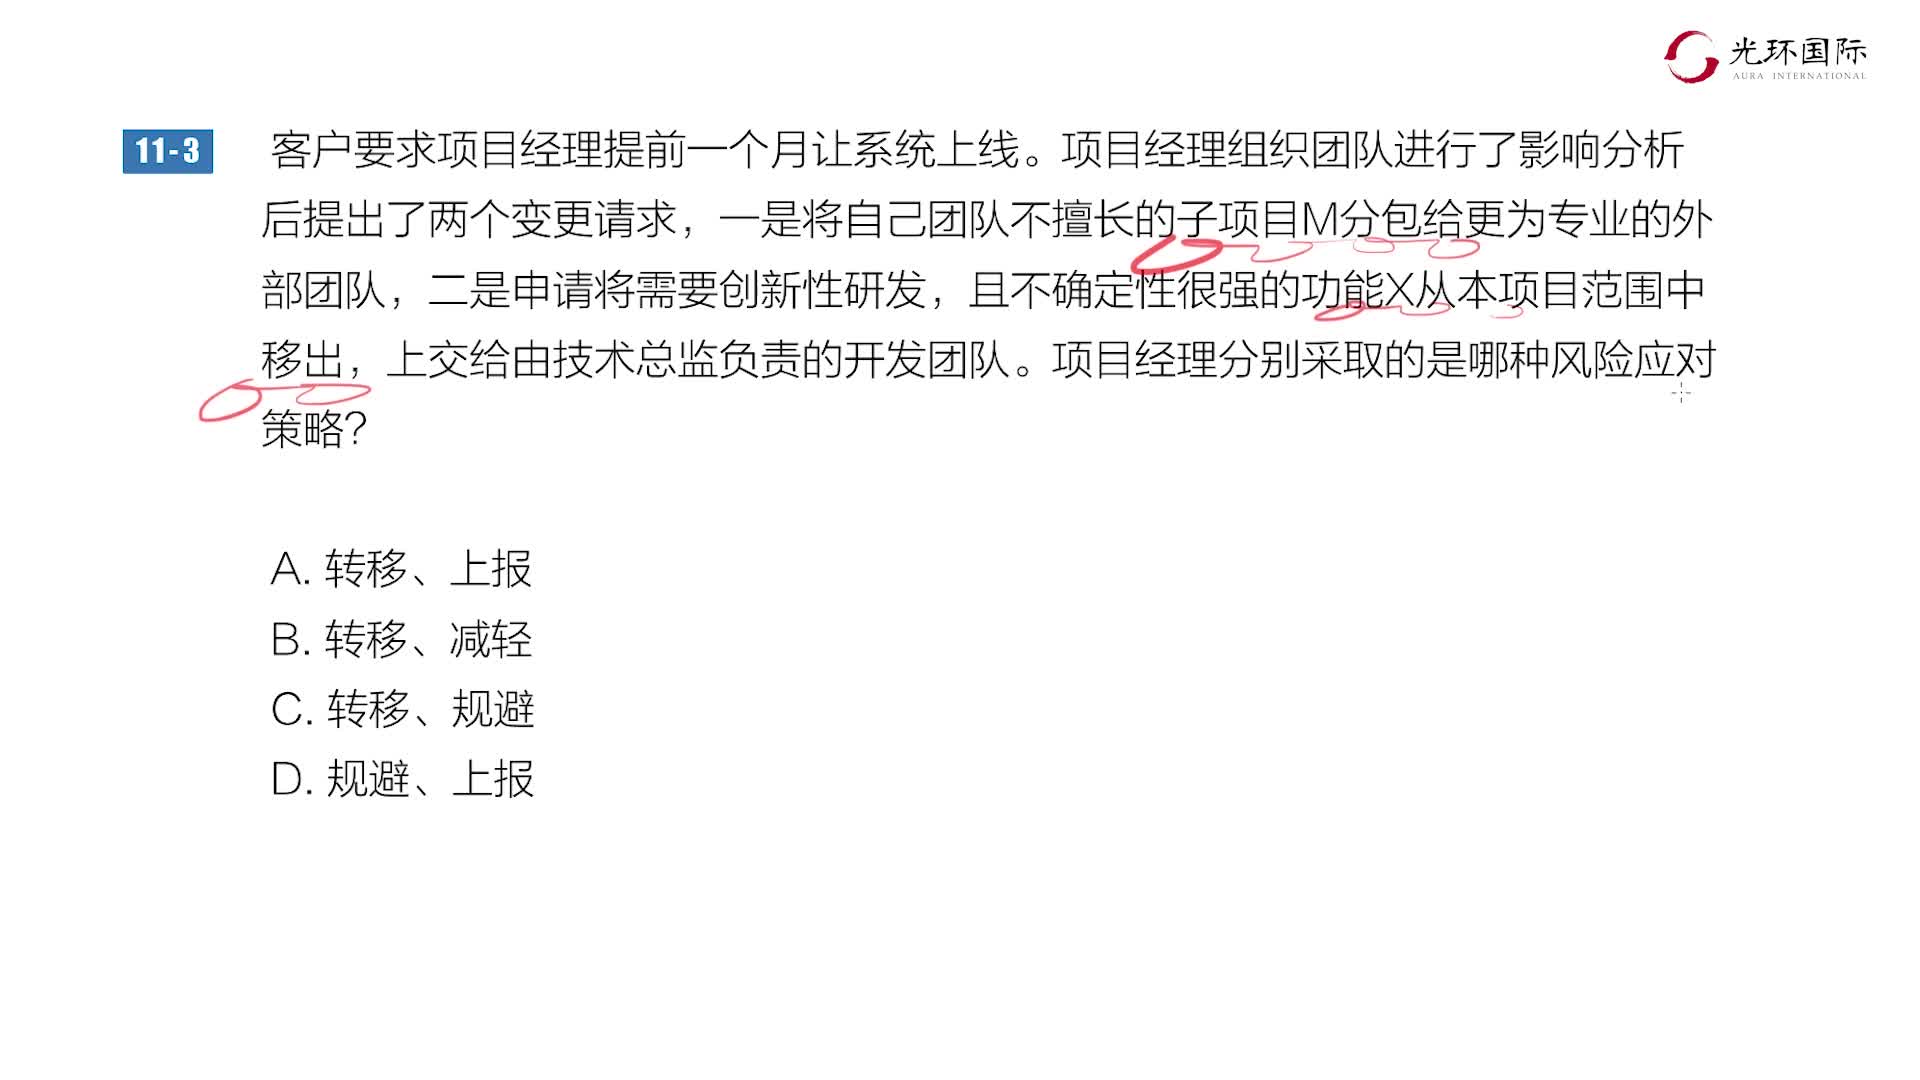 光环国际
AURA INTERNATIONAL
11-3 客户要求项目经理提前一个月让系统上线。项目经理组织团队进行了影响分析
后提出了两个变更请求，一是将自己团队不擅长的子项目M分包给更为专业的外
部团队，二是申请将需要创新性研发，且不确定性很强的功能X从本项目范围中
移出，上交给由技术总监负责的开发团队。项目经理分别采取的是哪种风险应对
策略？
A. 转移、上报
B. 转移、减轻
C. 转移、规避
D. 规避、上报